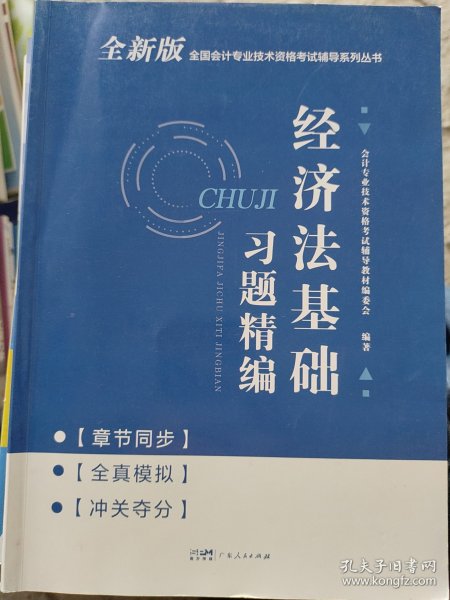 全新版 全国会计专业技术资格考试辅导系列丛书
经济法基础
会计专业技术资格考试辅导教材编委会 编著
CHUJI
习题精编
JINGJIFA JICHU XITI JINGBIAN
【章节同步】
【全真模拟】
【冲关夺分】
南方传媒 广东人民出版社
孔夫子旧书网
www.kongfz.com